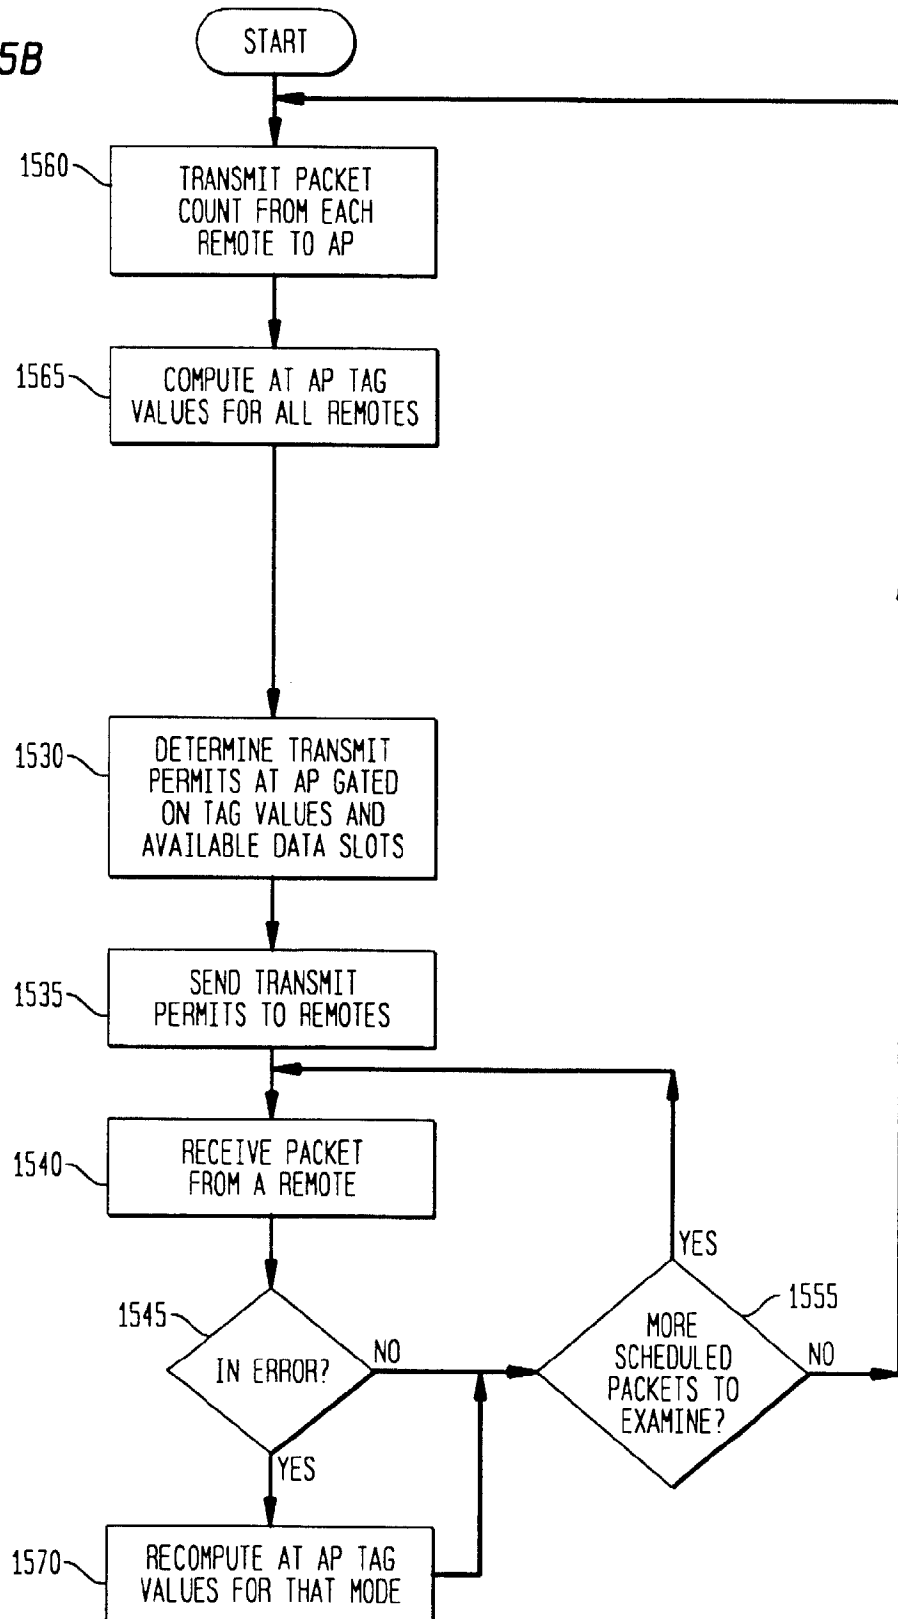 5B
START
1560
TRANSMIT PACKET
COUNT FROM EACH
REMOTE TO AP
1565
COMPUTE AT AP TAG
VALUES FOR ALL REMOTES
1530
DETERMINE TRANSMIT
PERMITS AT AP GATED
ON TAG VALUES AND
AVAILABLE DATA SLOTS
1535
SEND TRANSMIT
PERMITS TO REMOTES
1540
RECEIVE PACKET
FROM A REMOTE
1545
IN ERROR?
NO
YES
1555
MORE
SCHEDULED
PACKETS TO
EXAMINE?
YES
NO
1570
RECOMPUTE AT AP TAG
VALUES FOR THAT MODE